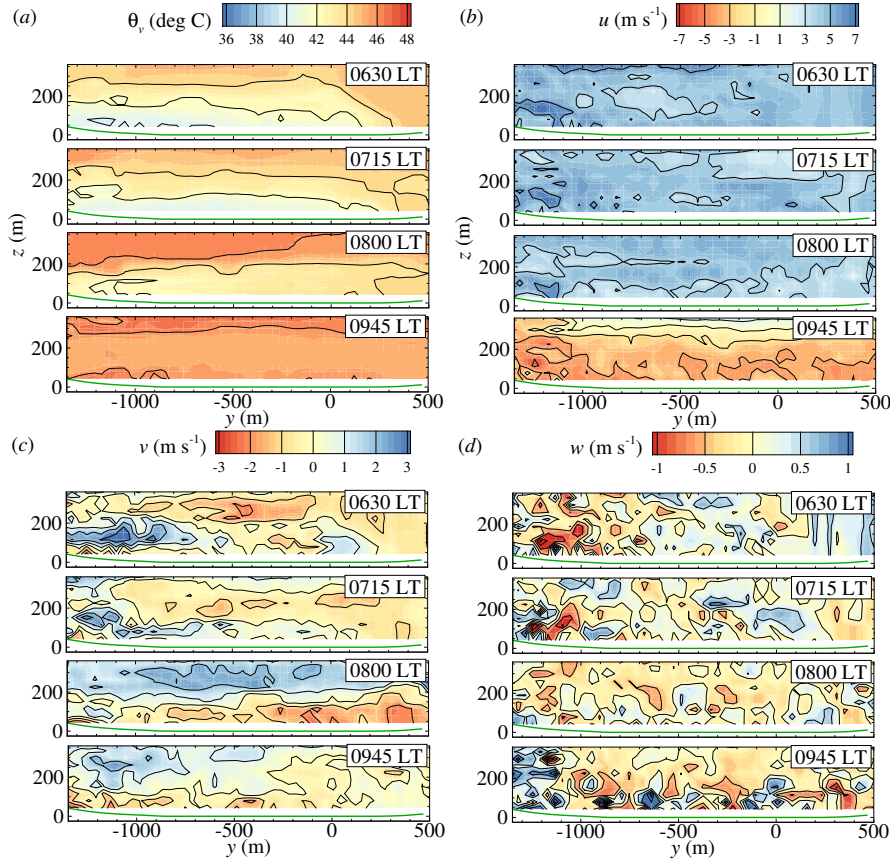 (a) θv (deg C) 36 38 40 42 44 46 48
0630 LT
200
0
0715 LT
200
0
0800 LT
200
0
0945 LT
200
0
z (m)
-1000 -500 0 500
y (m)
(b) u (m s-1) -7 -5 -3 -1 1 3 5 7
0630 LT
200
0
0715 LT
200
0
0800 LT
200
0
0945 LT
200
0
z (m)
-1000 -500 0 500
y (m)
(c) v (m s-1) -3 -2 -1 0 1 2 3
0630 LT
200
0
0715 LT
200
0
0800 LT
200
0
0945 LT
200
0
z (m)
-1000 -500 0 500
y (m)
(d) w (m s-1) -1 -0.5 0 0.5 1
0630 LT
200
0
0715 LT
200
0
0800 LT
200
0
0945 LT
200
0
z (m)
-1000 -500 0 500
y (m)